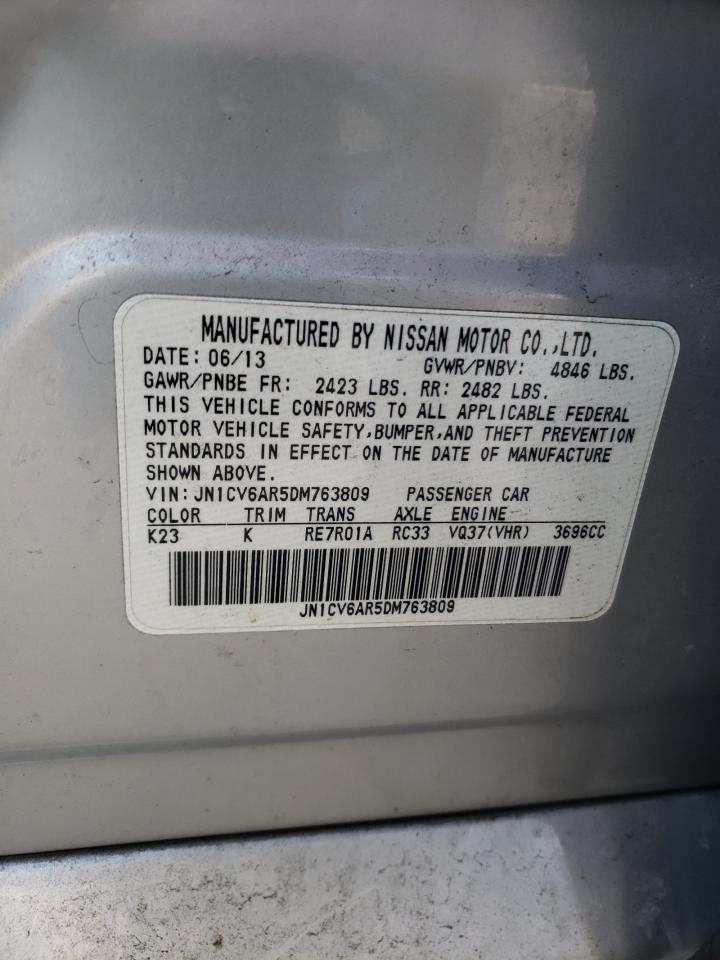 MANUFACTURED BY NISSAN MOTOR CO.,LTD.
DATE: 06/13 GVWR/PNBV: 4846 LBS.
GAWR/PNBE FR: 2423 LBS. RR: 2482 LBS.
THIS VEHICLE CONFORMS TO ALL APPLICABLE FEDERAL
MOTOR VEHICLE SAFETY,BUMPER,AND THEFT PREVENTION
STANDARDS IN EFFECT ON THE DATE OF MANUFACTURE
SHOWN ABOVE.
VIN: JN1CV6AR5DM763809 PASSENGER CAR
COLOR TRIM TRANS AXLE ENGINE
K23 K RE7R01A RC33 VQ37(VHR) 3696CC
JN1CV6AR5DM763809